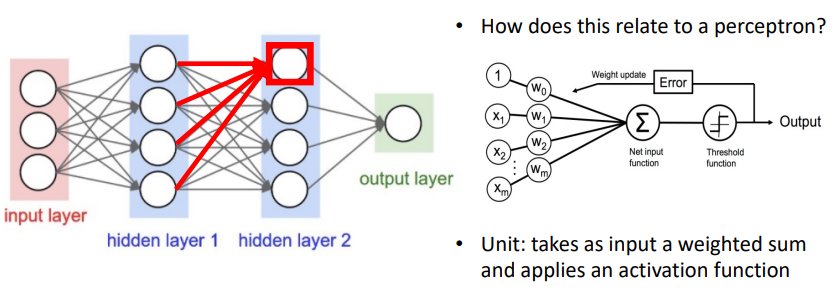 • How does this relate to a perceptron?
input layer
hidden layer 1
hidden layer 2
output layer
1
w0
x1
w1
x2
w2
⋮
xm
wm
Weight update
Error
Σ
Output
Net input
function
Threshold
function
• Unit: takes as input a weighted sum
and applies an activation function